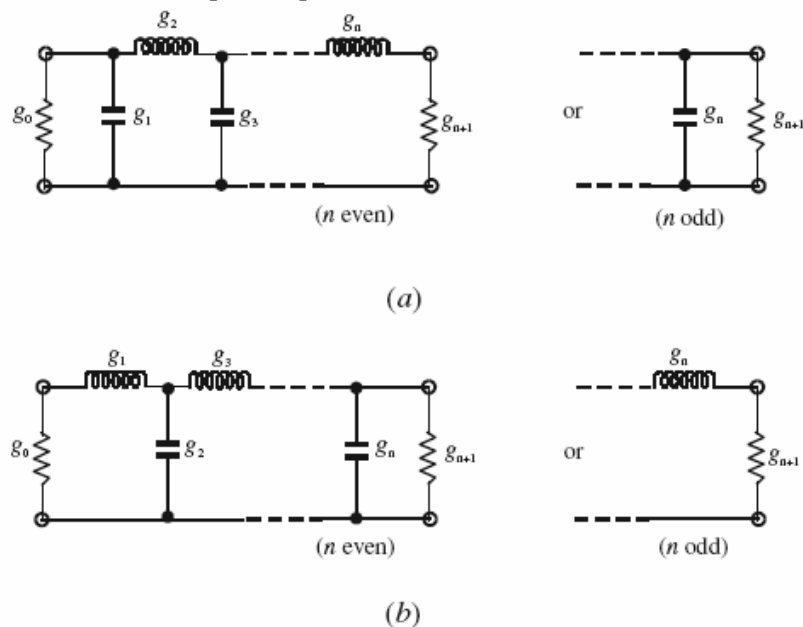 g₂ gₙ
g₀ g₁ g₃ gₙ₊₁ or gₙ gₙ₊₁
(n even) (n odd)
(a)
g₁ g₃ gₙ
g₀ g₂ gₙ gₙ₊₁ or gₙ₊₁
(n even) (n odd)
(b)